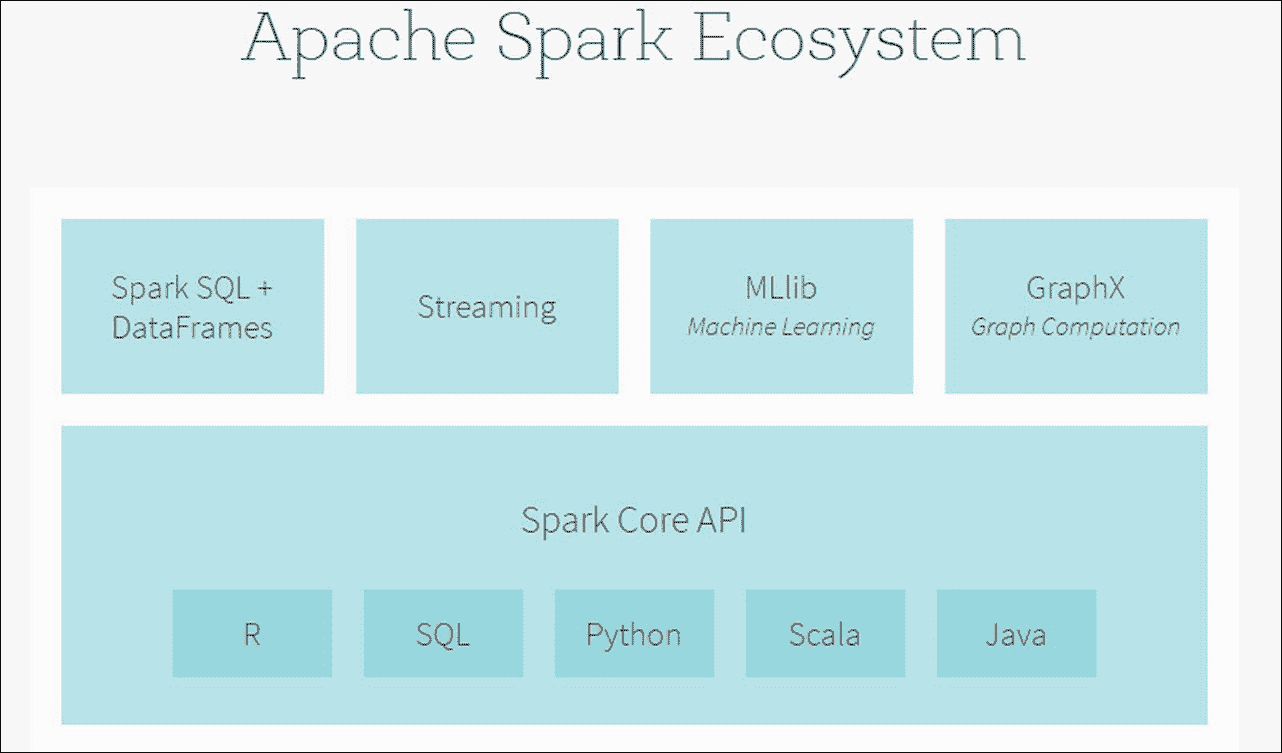 Apache Spark Ecosystem
Spark SQL +
DataFrames
Streaming
MLlib
Machine Learning
GraphX
Graph Computation
Spark Core API
R
SQL
Python
Scala
Java